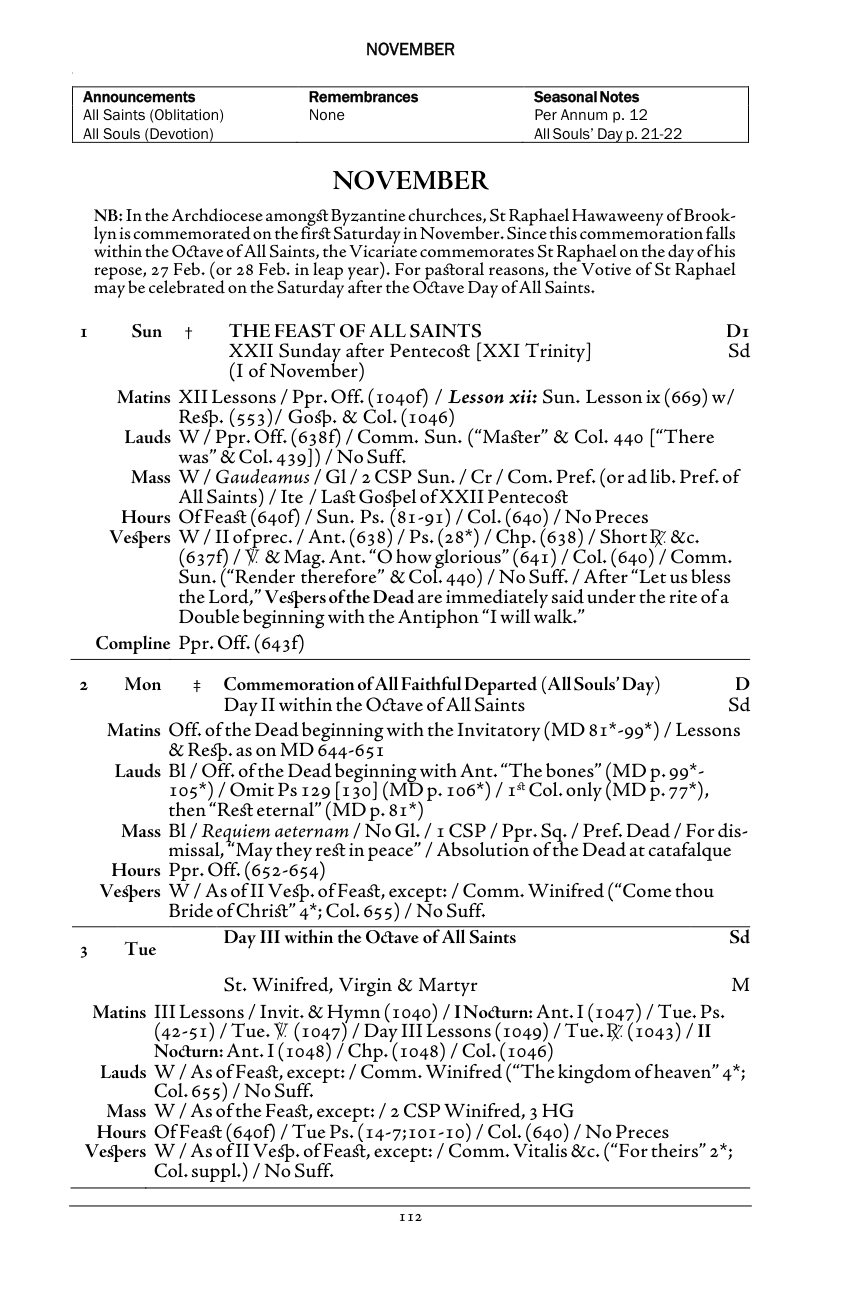 NOVEMBER
Announcements Remembrances Seasonal Notes
All Saints (Oblitation) None Per Annum p. 12
All Souls (Devotion) All Souls’ Day p. 21-22
NOVEMBER
NB: In the Archdiocese amongst Byzantine churchces, St Raphael Hawaweeny of Brook-
lyn is commemorated on the first Saturday in November. Since this commemoration falls
within the Octave of All Saints, the Vicariate commemorates St Raphael on the day of his
repose, 27 Feb. (or 28 Feb. in leap year). For pastoral reasons, the Votive of St Raphael
may be celebrated on the Saturday after the Octave Day of All Saints.
1 Sun † THE FEAST OF ALL SAINTS D1
XXII Sunday after Pentecost [XXI Trinity] Sd
(I of November)
Matins XII Lessons / Ppr. Off. (1040f) / Lesson xii: Sun. Lesson ix (669) w/
Resp. (553)/ Gosp. & Col. (1046)
Lauds W / Ppr. Off. (638f) / Comm. Sun. (“Master” & Col. 440 [“There
was” & Col. 439]) / No Suff.
Mass W / Gaudeamus / Gl / 2 CSP Sun. / Cr / Com. Pref. (or ad lib. Pref. of
All Saints) / Ite / Last Gospel of XXII Pentecost
Hours Of Feast (640f) / Sun. Ps. (81-91) / Col. (640) / No Preces
Vespers W / II of prec. / Ant. (638) / Ps. (28*) / Chp. (638) / Short ℟. &c.
(637f) / ℣. & Mag. Ant. “O how glorious” (641) / Col. (640) / Comm.
Sun. (“Render therefore” & Col. 440) / No Suff. / After “Let us bless
the Lord,” Vespers of the Dead are immediately said under the rite of a
Double beginning with the Antiphon “I will walk.”
Compline Ppr. Off. (643f)
2 Mon ‡ Commemoration of All Faithful Departed (All Souls’ Day) D
Day II within the Octave of All Saints Sd
Matins Off. of the Dead beginning with the Invitatory (MD 81*-99*) / Lessons
& Resp. as on MD 644-651
Lauds Bl / Off. of the Dead beginning with Ant. “The bones” (MD p. 99*-
105*) / Omit Ps 129 [130] (MD p. 106*) / 1st Col. only (MD p. 77*),
then “Rest eternal” (MD p. 81*)
Mass Bl / Requiem aeternam / No Gl. / 1 CSP / Ppr. Sq. / Pref. Dead / For dis-
missal, “May they rest in peace” / Absolution of the Dead at catafalque
Hours Ppr. Off. (652-654)
Vespers W / As of II Vesp. of Feast, except: / Comm. Winifred (“Come thou
Bride of Christ” 4*; Col. 655) / No Suff.
3 Tue Day III within the Octave of All Saints Sd
St. Winifred, Virgin & Martyr M
Matins III Lessons / Invit. & Hymn (1040) / I Nocturn: Ant. I (1047) / Tue. Ps.
(42-51) / Tue. ℣. (1047) / Day III Lessons (1049) / Tue. ℟. (1043) / II
Nocturn: Ant. I (1048) / Chp. (1048) / Col. (1046)
Lauds W / As of Feast, except: / Comm. Winifred (“The kingdom of heaven” 4*;
Col. 655) / No Suff.
Mass W / As of the Feast, except: / 2 CSP Winifred, 3 HG
Hours Of Feast (640f) / Tue Ps. (14-7;101-10) / Col. (640) / No Preces
Vespers W / As of II Vesp. of Feast, except: / Comm. Vitalis &c. (“For theirs” 2*;
Col. suppl.) / No Suff.
112